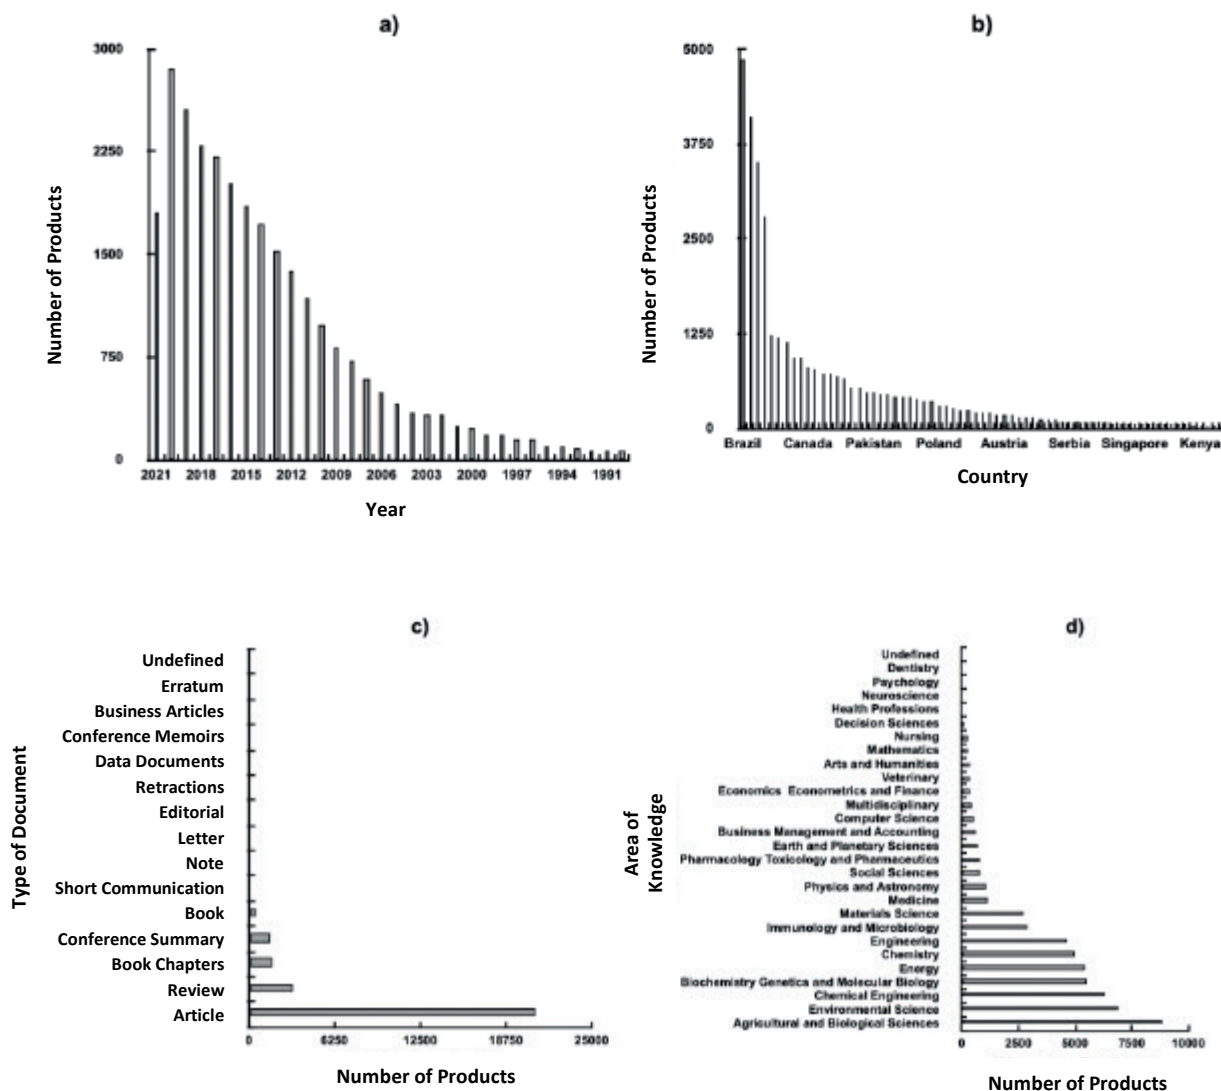 a)
3000
2250
1500
750
0
Number of Products
2021 2018 2015 2012 2009 2006 2003 2000 1997 1994 1991
Year
b)
5000
3750
2500
1250
0
Number of Products
Brazil Canada Pakistan Poland Austria Serbia Singapore Kenya
Country
c)
Type of Document
Undefined
Erratum
Business Articles
Conference Memoirs
Data Documents
Retractions
Editorial
Letter
Note
Short Communication
Book
Conference Summary
Book Chapters
Review
Article
0 6250 12500 18750 25000
Number of Products
d)
Area of
Knowledge
Undefined
Dentistry
Psychology
Neuroscience
Health Professions
Decision Sciences
Nursing
Mathematics
Arts and Humanities
Veterinary
Economics Econometrics and Finance
Multidisciplinary
Computer Science
Business Management and Accounting
Earth and Planetary Sciences
Pharmacology Toxicology and Pharmaceutics
Social Sciences
Physics and Astronomy
Medicine
Materials Science
Immunology and Microbiology
Engineering
Chemistry
Energy
Biochemistry Genetics and Molecular Biology
Chemical Engineering
Environmental Science
Agricultural and Biological Sciences
0 2500 5000 7500 10000
Number of Products